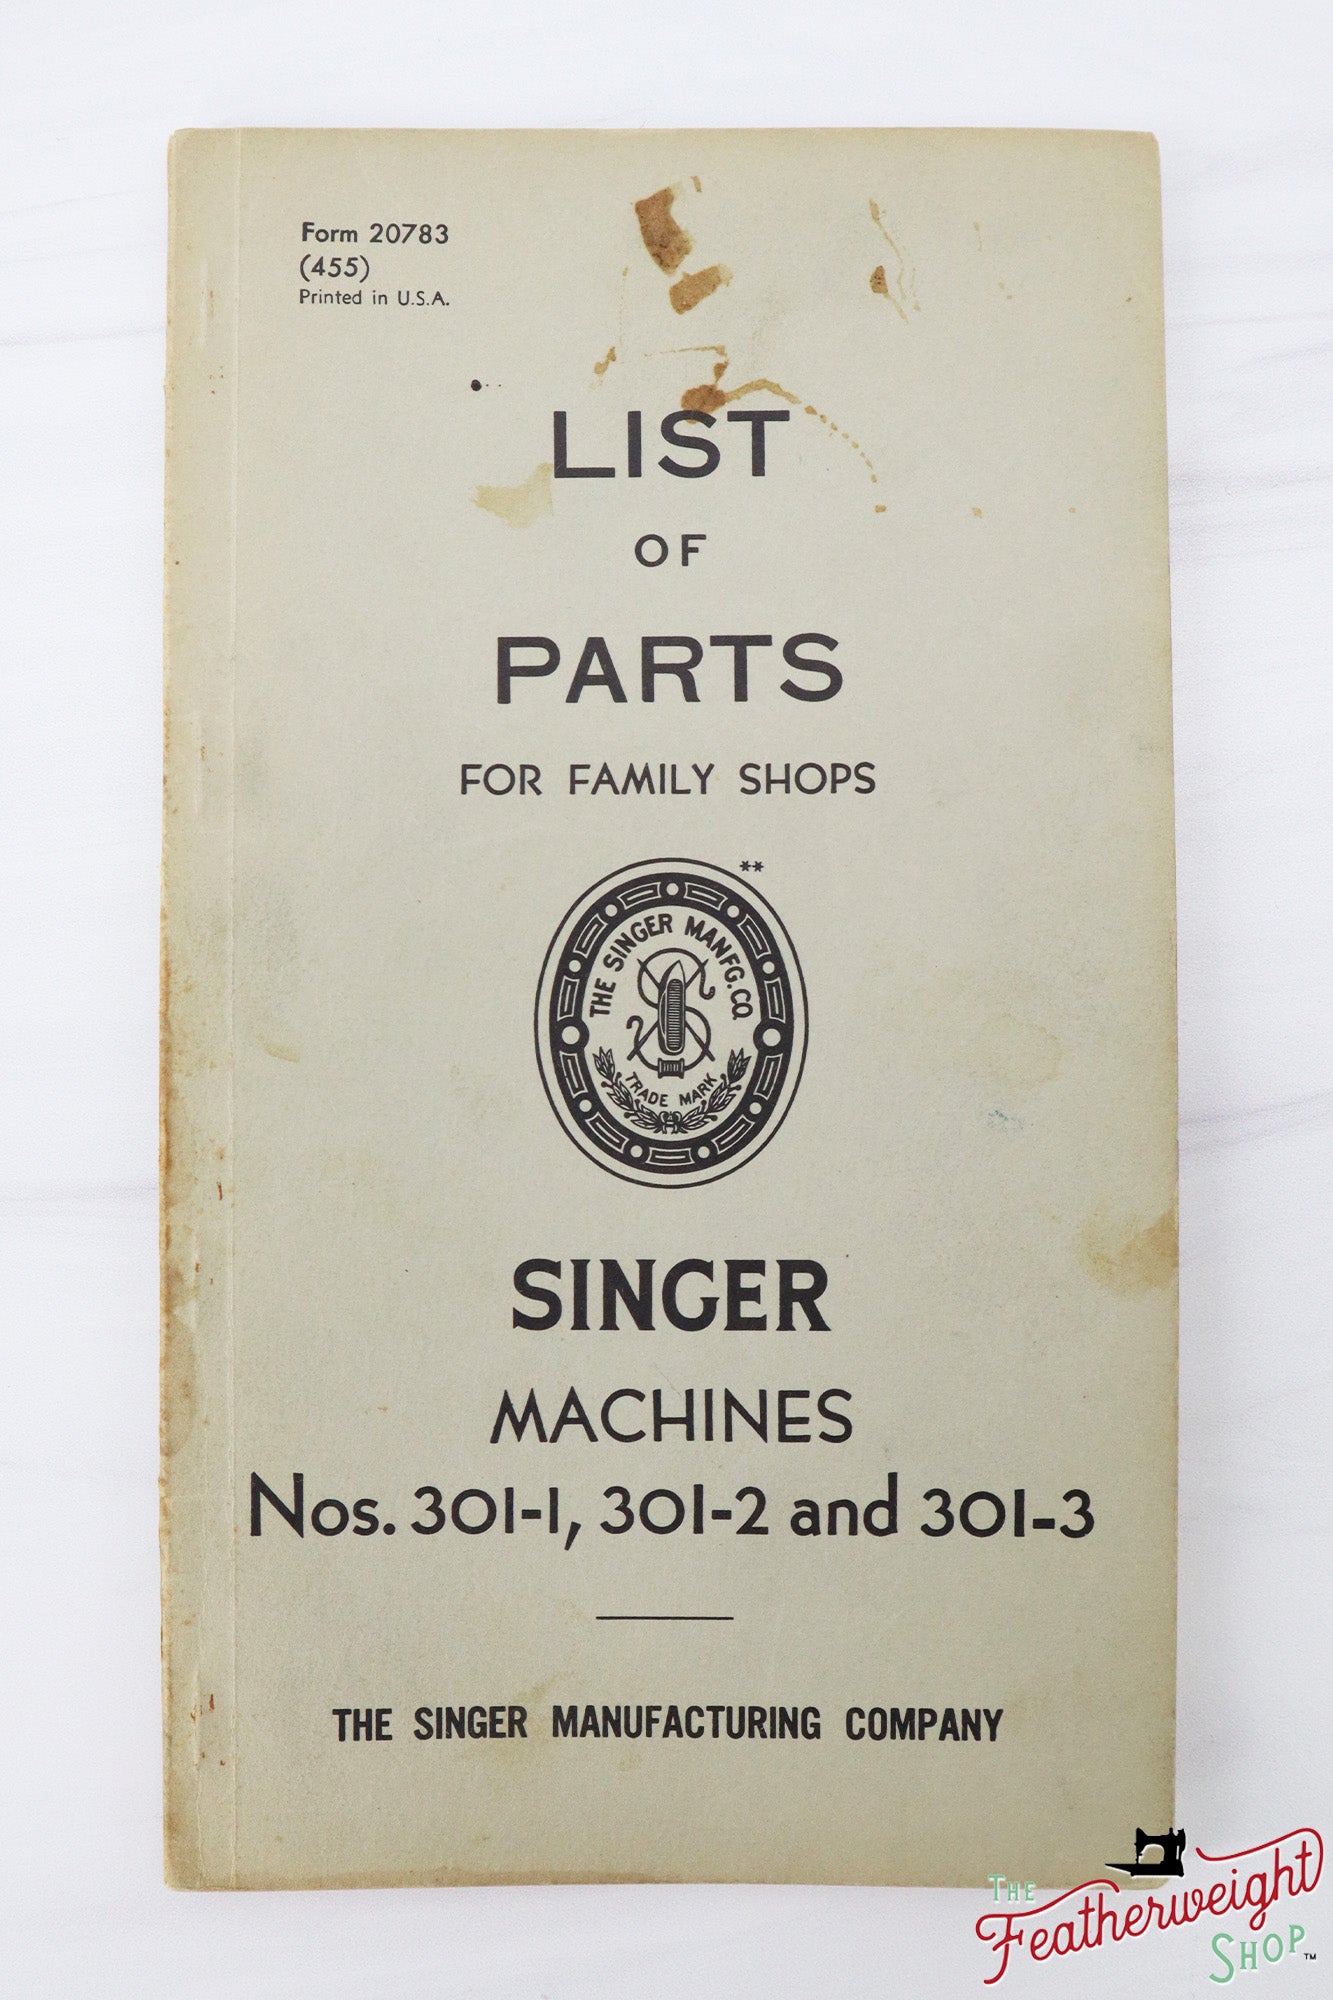 Form 20783
(455)
Printed in U.S.A.
LIST
OF
PARTS
FOR FAMILY SHOPS
**
THE SINGER MANFG. CO.
TRADE MARK
SINGER
MACHINES
Nos. 301-1, 301-2 and 301-3
THE SINGER MANUFACTURING COMPANY
THE
Featherweight
SHOP™